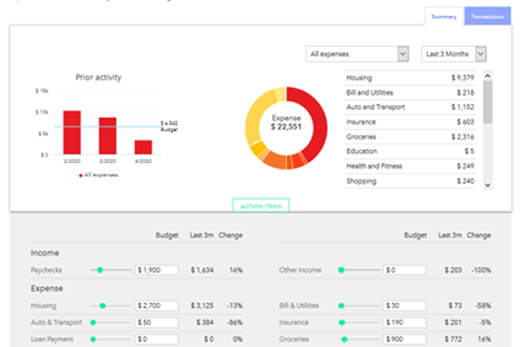 Summary Transactions
All expenses Last 3 Months
Prior activity
$ 15k
$ 10k
$ 5k
$ 0
$ 6,542
Budget
2/2020 3/2020 4/2020
All expenses
Expense
$ 22,551
Housing $ 9,379
Bill and Utilities $ 218
Auto and Transport $ 1,152
Insurance $ 603
Groceries $ 2,316
Education $ 5
Health and Fitness $ 249
Shopping $ 240
ACTION ITEMS
Budget Last 3m Change Budget Last 3m Change
Income
Paychecks $ 1,900 $ 1,634 16% Other Income $ 0 $ 203 -100%
Expense
Housing $ 2,700 $ 3,125 -13% Bill & Utilities $ 30 $ 73 -58%
Auto & Transport $ 50 $ 384 -86% Insurance $ 190 $ 201 -5%
Loan Payment $ 0 $ 0 0% Groceries $ 900 $ 772 16%